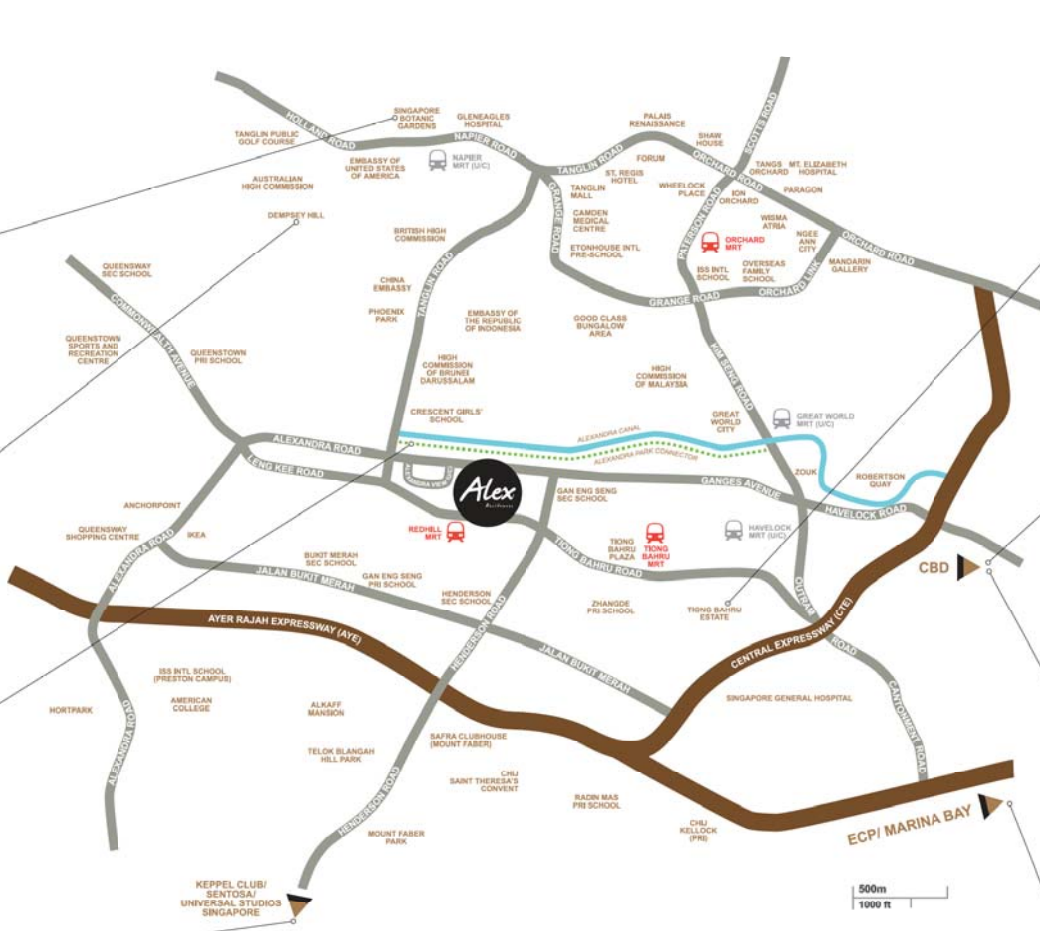 HOLLAND ROAD
SINGAPORE
BOTANIC
GARDENS
GLENEAGLES
HOSPITAL
TANGLIN PUBLIC
GOLF COURSE
NAPIER ROAD
PALAIS
RENAISSANCE
SHAW
HOUSE
SCOTTS ROAD
EMBASSY OF
UNITED STATES
OF AMERICA
NAPIER
MRT (U/C)
TANGLIN ROAD
FORUM
ORCHARD ROAD
TANGS
ORCHARD
MT. ELIZABETH
HOSPITAL
AUSTRALIAN
HIGH COMMISSION
ST. REGIS
HOTEL
TANGLIN
MALL
WHEELOCK
PLACE
ION
ORCHARD
PARAGON
DEMPSEY HILL
GRANGE ROAD
CAMDEN
MEDICAL
CENTRE
PATERSON ROAD
WISMA
ATRIA
BRITISH HIGH
COMMISSION
ETONHOUSE INTL
PRE-SCHOOL
ORCHARD
MRT
NGEE
ANN
CITY
ORCHARD ROAD
QUEENSWAY
SEC SCHOOL
CHINA
EMBASSY
TANGLIN ROAD
ISS INTL
SCHOOL
OVERSEAS
FAMILY
SCHOOL
MANDARIN
GALLERY
ORCHARD LINK
GRANGE ROAD
COMMONWEALTH AVENUE
PHOENIX
PARK
EMBASSY OF
THE REPUBLIC
OF INDONESIA
GOOD CLASS
BUNGALOW
AREA
QUEENSTOWN
SPORTS AND
RECREATION
CENTRE
QUEENSTOWN
PRI SCHOOL
HIGH
COMMISSION
OF BRUNEI
DARUSSALAM
HIGH
COMMISSION
OF MALAYSIA
KIM SENG ROAD
CRESCENT GIRLS'
SCHOOL
GREAT
WORLD
CITY
GREAT WORLD
MRT (U/C)
ALEXANDRA CANAL
ALEXANDRA PARK CONNECTOR
ALEXANDRA ROAD
LENG KEE ROAD
ALEXANDRA VIEW
Alex
Residences
GAN ENG SENG
SEC SCHOOL
GANGES AVENUE
ZOUK
ROBERTSON
QUAY
HAVELOCK ROAD
ANCHORPOINT
QUEENSWAY
SHOPPING CENTRE
IKEA
ALEXANDRA ROAD
REDHILL
MRT
TIONG BAHRU ROAD
TIONG
BAHRU
PLAZA
TIONG
BAHRU
MRT
HAVELOCK
MRT (U/C)
CBD
BUKIT MERAH
SEC SCHOOL
JALAN BUKIT MERAH
GAN ENG SENG
PRI SCHOOL
HENDERSON
SEC SCHOOL
HENDERSON ROAD
ZHANGDE
PRI SCHOOL
TIONG BAHRU
ESTATE
OUTRAM
ROAD
CENTRAL EXPRESSWAY (CTE)
AYER RAJAH EXPRESSWAY (AYE)
JALAN BUKIT MERAH
ISS INTL SCHOOL
(PRESTON CAMPUS)
HORTPARK
AMERICAN
COLLEGE
ALKAFF
MANSION
ALEXANDRA ROAD
SINGAPORE GENERAL HOSPITAL
CANTONMENT ROAD
TELOK BLANGAH
HILL PARK
SAFRA CLUBHOUSE
(MOUNT FABER)
CHIJ
SAINT THERESA'S
CONVENT
HENDERSON ROAD
RADIN MAS
PRI SCHOOL
MOUNT FABER
PARK
CHIJ
KELLOCK
(PRI)
ECP/ MARINA BAY
KEPPEL CLUB/
SENTOSA/
UNIVERSAL STUDIOS
SINGAPORE
500m
1000 ft